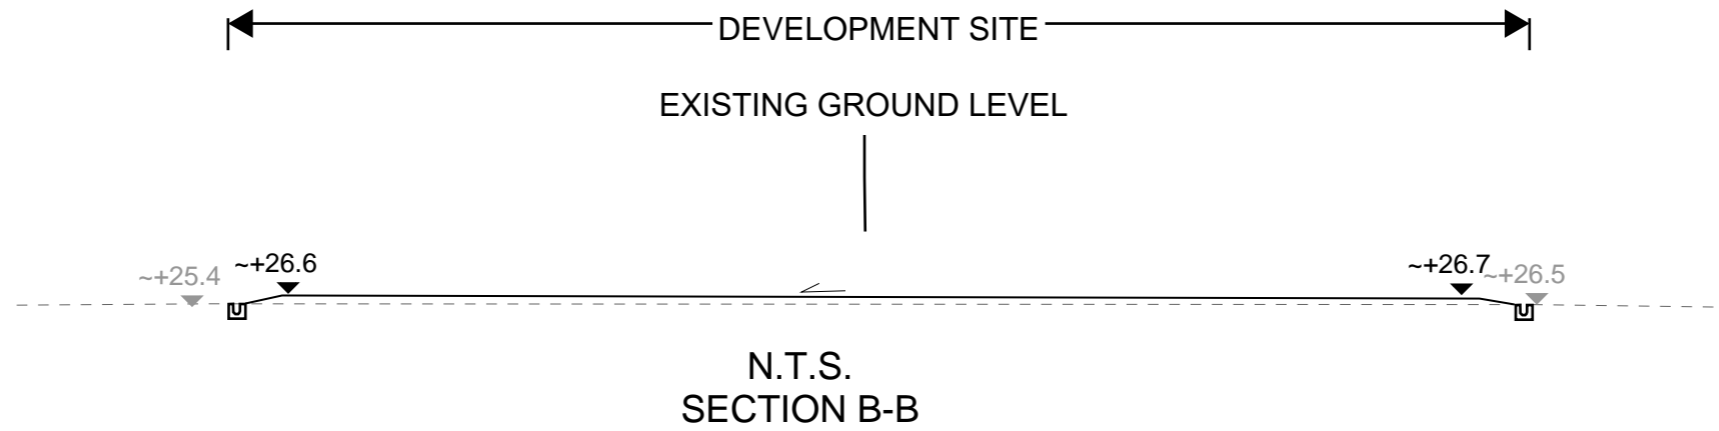 DEVELOPMENT SITE
EXISTING GROUND LEVEL
~+25.4 ~+26.6 ~+26.7 ~+26.5
N.T.S.
SECTION B-B